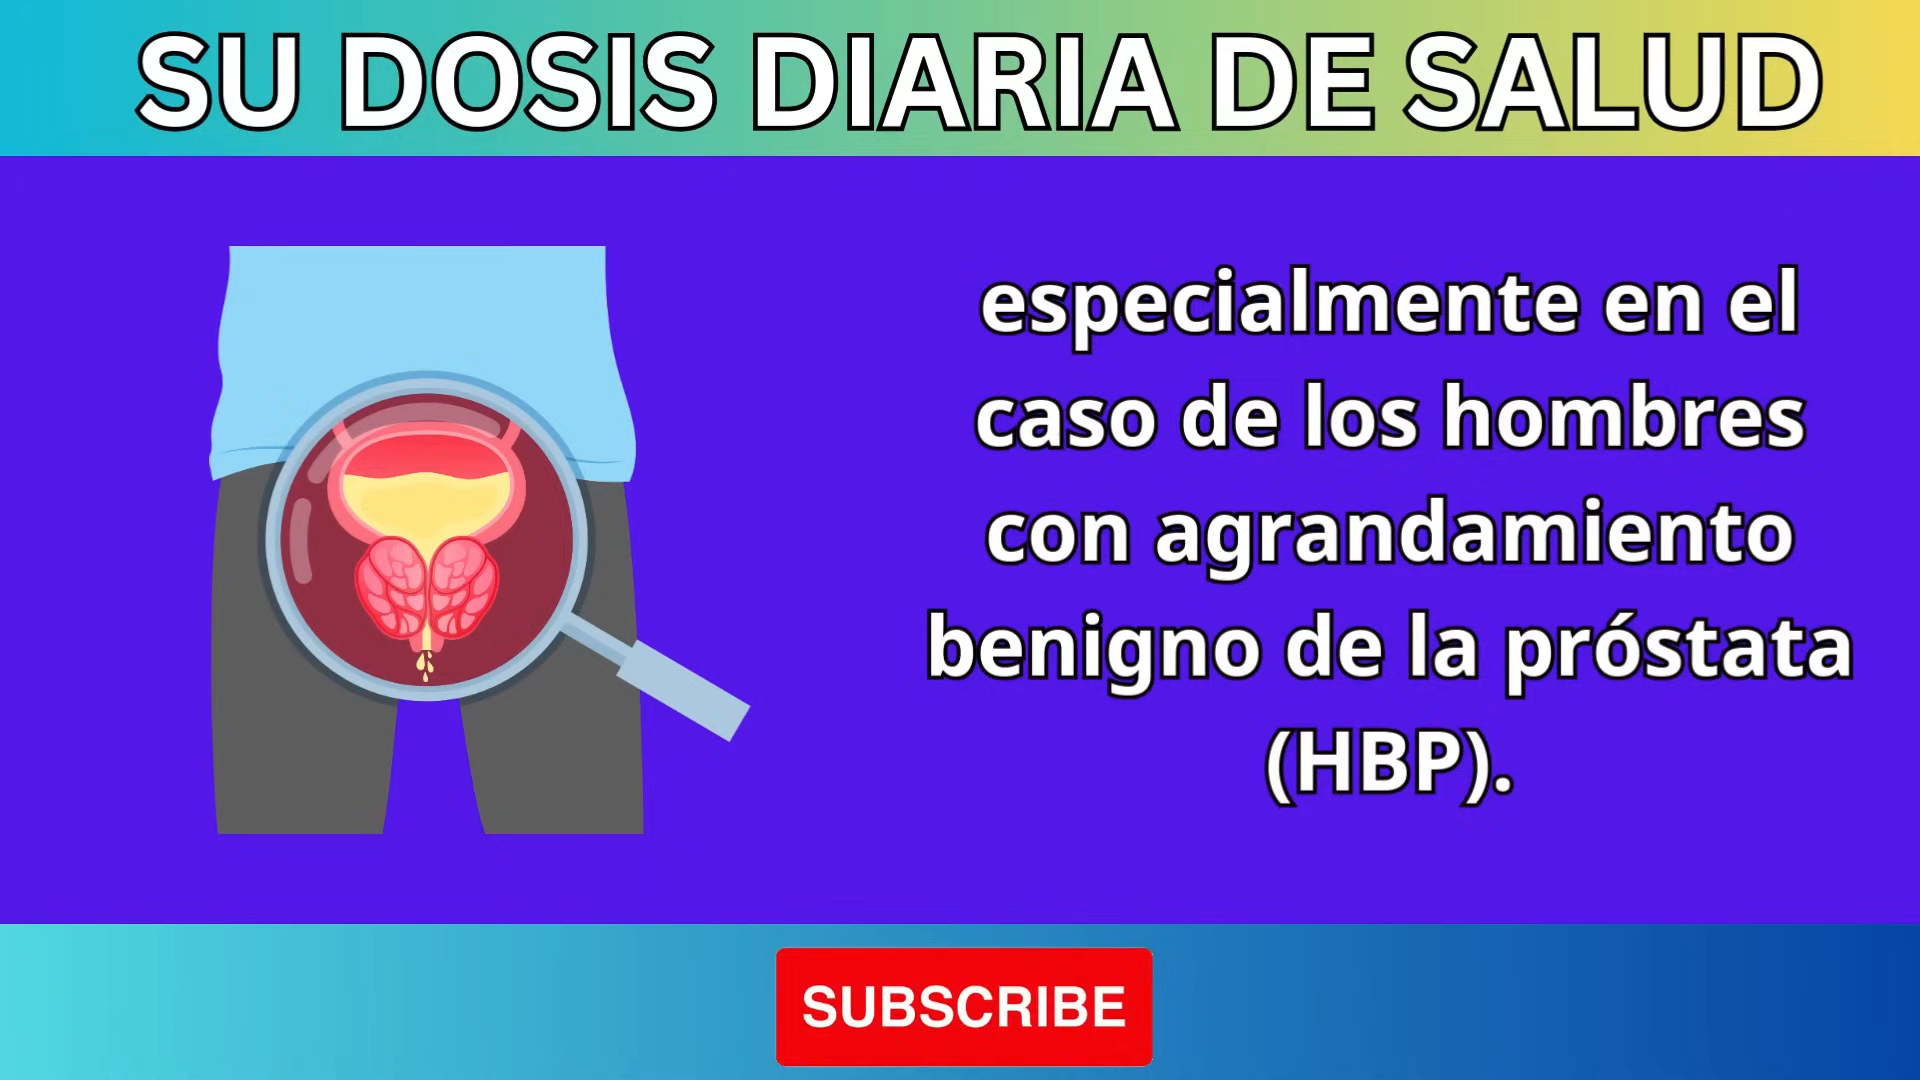 SU DOSIS DIARIA DE SALUD
especialmente en el
caso de los hombres
con agrandamiento
benigno de la próstata
(HBP).
SUBSCRIBE